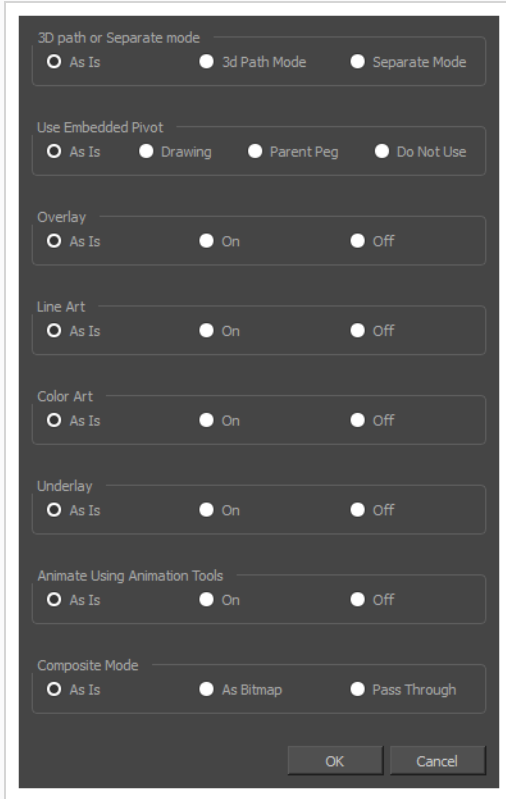 3D path or Separate mode
As Is 3d Path Mode Separate Mode
Use Embedded Pivot
As Is Drawing Parent Peg Do Not Use
Overlay
As Is On Off
Line Art
As Is On Off
Color Art
As Is On Off
Underlay
As Is On Off
Animate Using Animation Tools
As Is On Off
Composite Mode
As Is As Bitmap Pass Through
OK Cancel